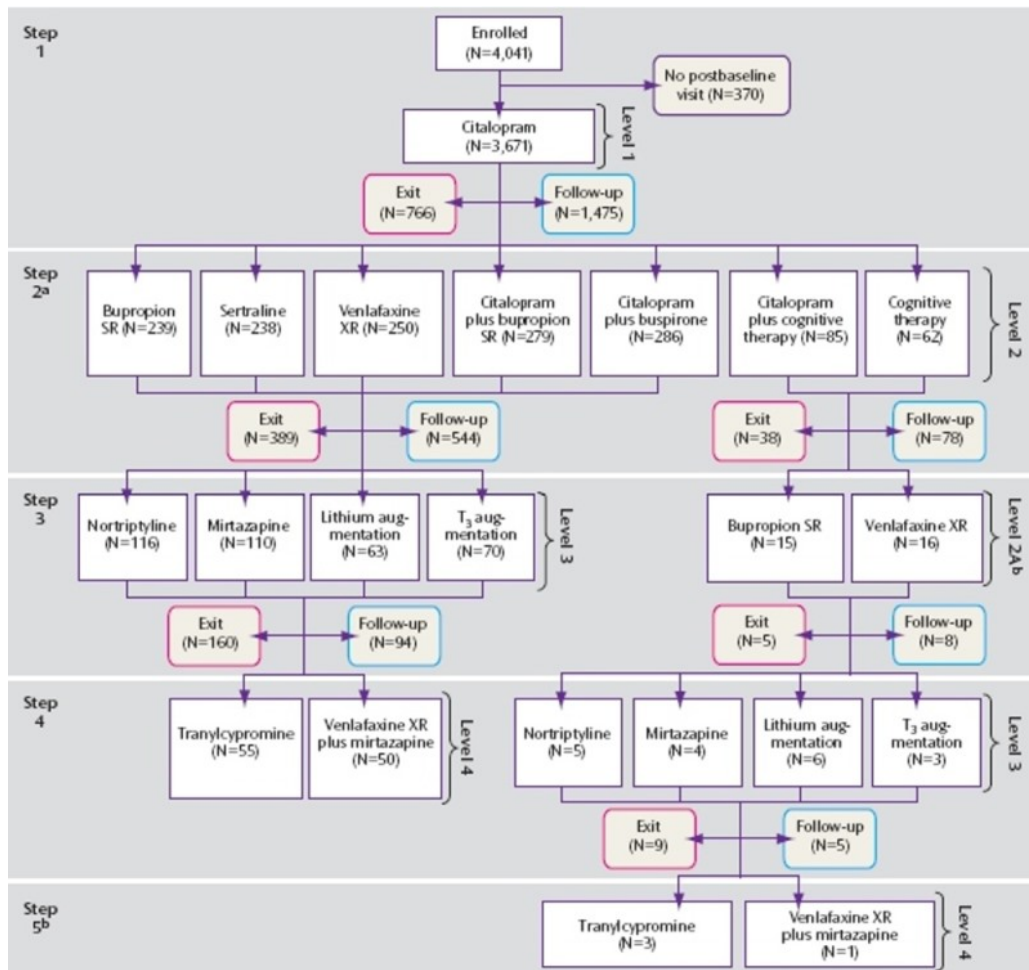 Step
1
Enrolled
(N=4,041)
No postbaseline
visit (N=370)
Citalopram
(N=3,671)
Level 1
Exit
(N=766)
Follow-up
(N=1,475)
Step
2a
Bupropion
SR (N=239)
Sertraline
(N=238)
Venlafaxine
XR (N=250)
Citalopram
plus bupropion
SR (N=279)
Citalopram
plus buspirone
(N=286)
Citalopram
plus cognitive
therapy (N=85)
Cognitive
therapy
(N=62)
Level 2
Exit
(N=389)
Follow-up
(N=544)
Exit
(N=38)
Follow-up
(N=78)
Step
3
Nortriptyline
(N=116)
Mirtazapine
(N=110)
Lithium aug-
mentation
(N=63)
T3 aug-
mentation
(N=70)
Level 3
Bupropion SR
(N=15)
Venlafaxine XR
(N=16)
Level 2Ab
Exit
(N=160)
Follow-up
(N=94)
Exit
(N=5)
Follow-up
(N=8)
Step
4
Tranylcypromine
(N=55)
Venlafaxine XR
plus mirtazapine
(N=50)
Level 4
Nortriptyline
(N=5)
Mirtazapine
(N=4)
Lithium aug-
mentation
(N=6)
T3 aug-
mentation
(N=3)
Level 3
Exit
(N=9)
Follow-up
(N=5)
Step
5b
Tranylcypromine
(N=3)
Venlafaxine XR
plus mirtazapine
(N=1)
Level 4